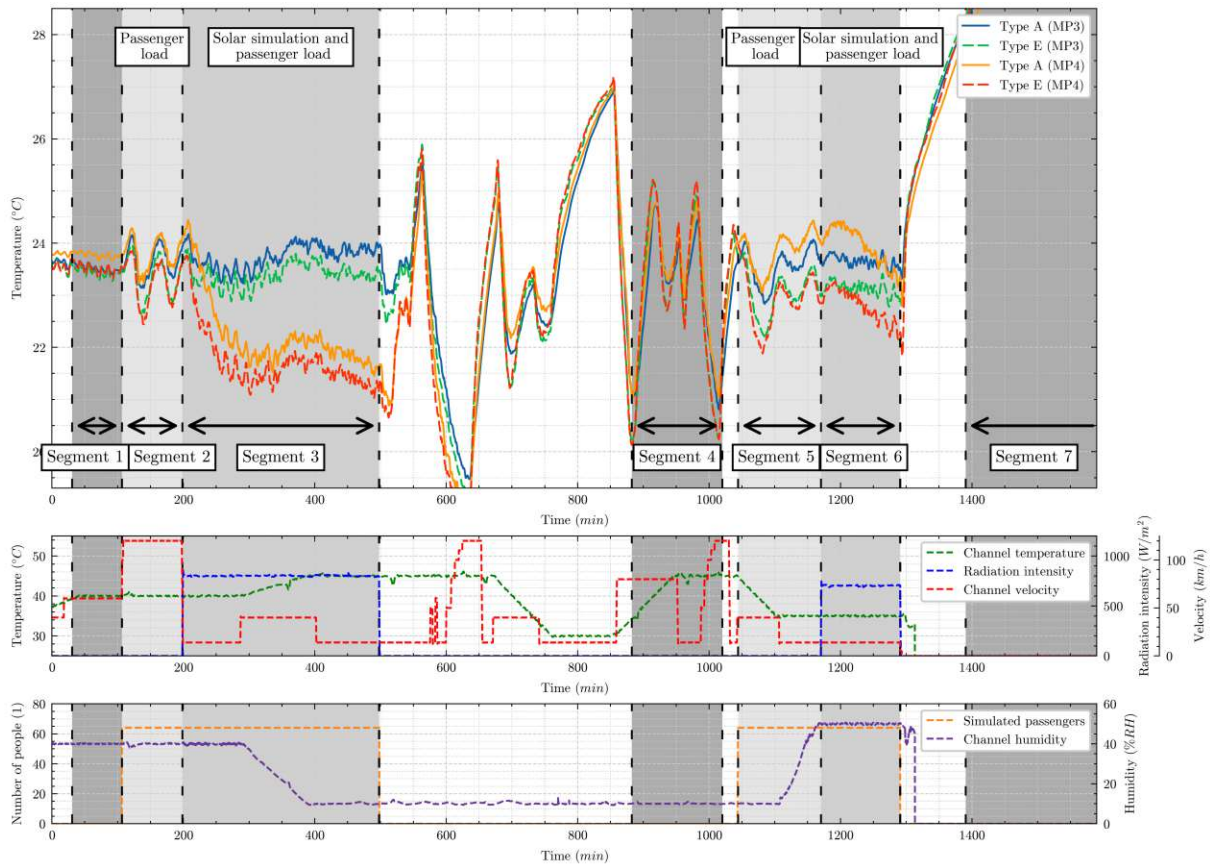 28
26
24
22
20
Temperature (°C)
Passenger
load
Solar simulation and
passenger load
Passenger
load
Solar simulation and
passenger load
Type A (MP3)
Type E (MP3)
Type A (MP4)
Type E (MP4)
Segment 1
Segment 2
Segment 3
Segment 4
Segment 5
Segment 6
Segment 7
0 200 400 600 800 1000 1200 1400
Time (min)
50
40
30
Temperature (°C)
Channel temperature
Radiation intensity
Channel velocity
1000
500
0
Radiation intensity (W/m²)
100
50
0
Velocity (km/h)
0 200 400 600 800 1000 1200 1400
Time (min)
80
60
40
20
0
Number of people (1)
Simulated passengers
Channel humidity
60
40
20
0
Humidity (%RH)
0 200 400 600 800 1000 1200 1400
Time (min)